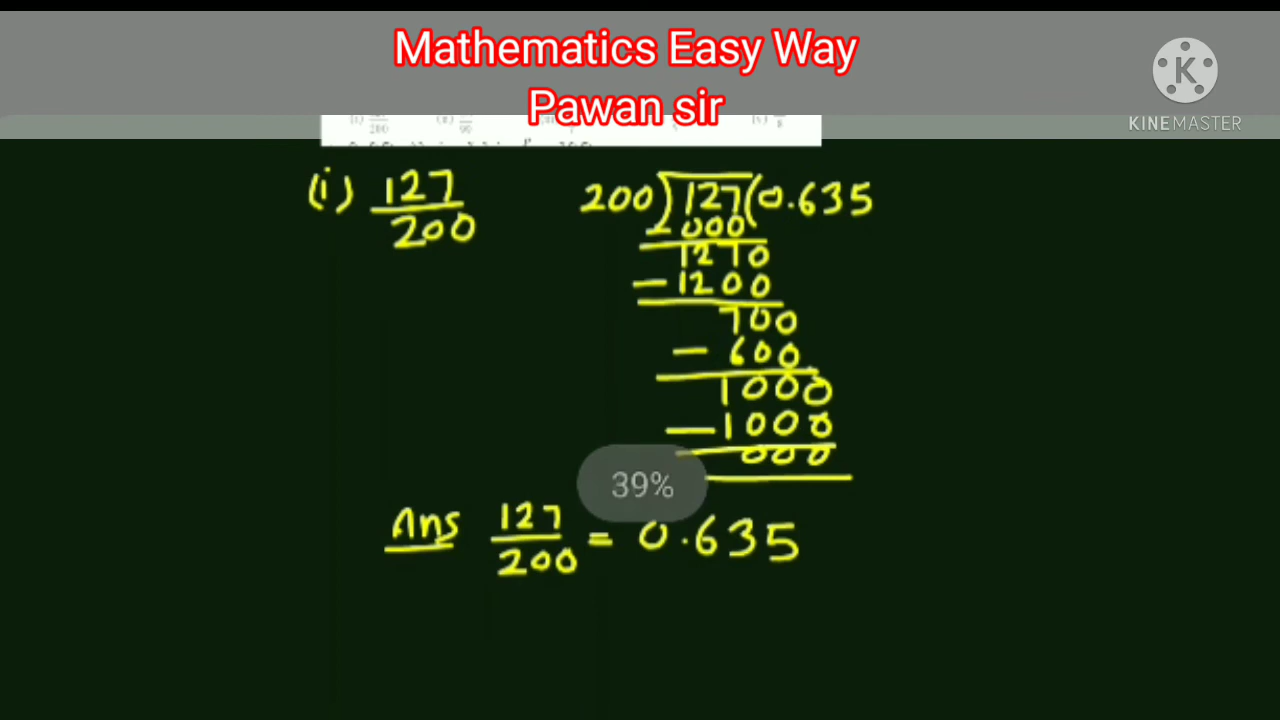 Mathematics Easy Way
Pawan sir
K
KINEMASTER
(i) 127/200
200)127(0.635
-000
1270
-1200
700
-600
1000
-1000
000
39%
Ans 127/200 = 0.635